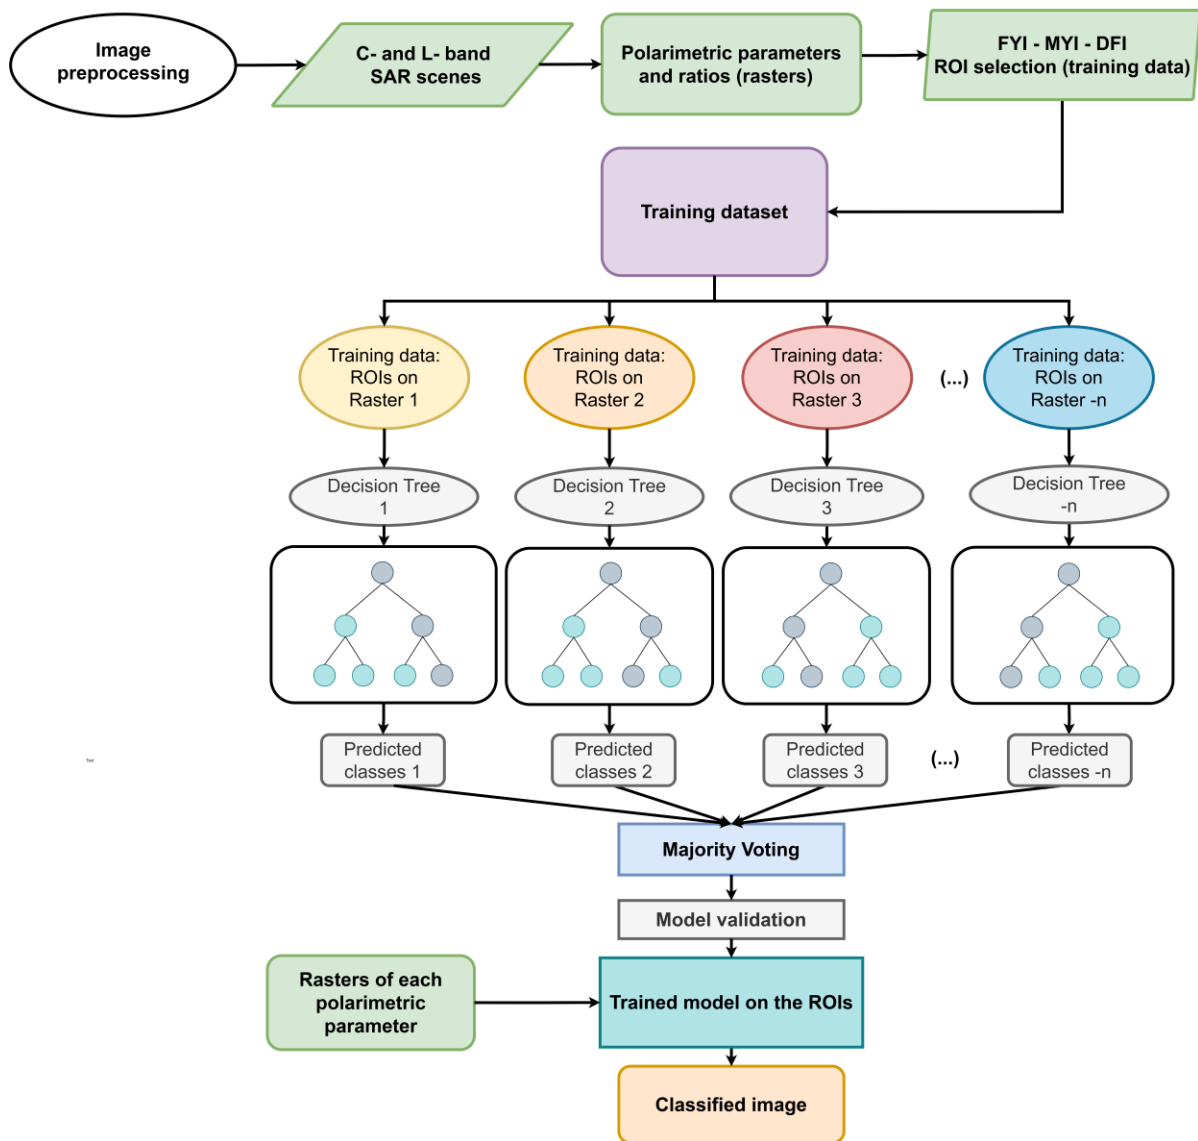 Image
preprocessing
C- and L- band
SAR scenes
Polarimetric parameters
and ratios (rasters)
FYI - MYI - DFI
ROI selection (training data)
Training dataset
Training data:
ROIs on
Raster 1
Training data:
ROIs on
Raster 2
Training data:
ROIs on
Raster 3
(...)
Training data:
ROIs on
Raster -n
Decision Tree
1
Decision Tree
2
Decision Tree
3
Decision Tree
-n
Predicted
classes 1
Predicted
classes 2
Predicted
classes 3
(...)
Predicted
classes -n
Text
Majority Voting
Model validation
Rasters of each
polarimetric
parameter
Trained model on the ROIs
Classified image